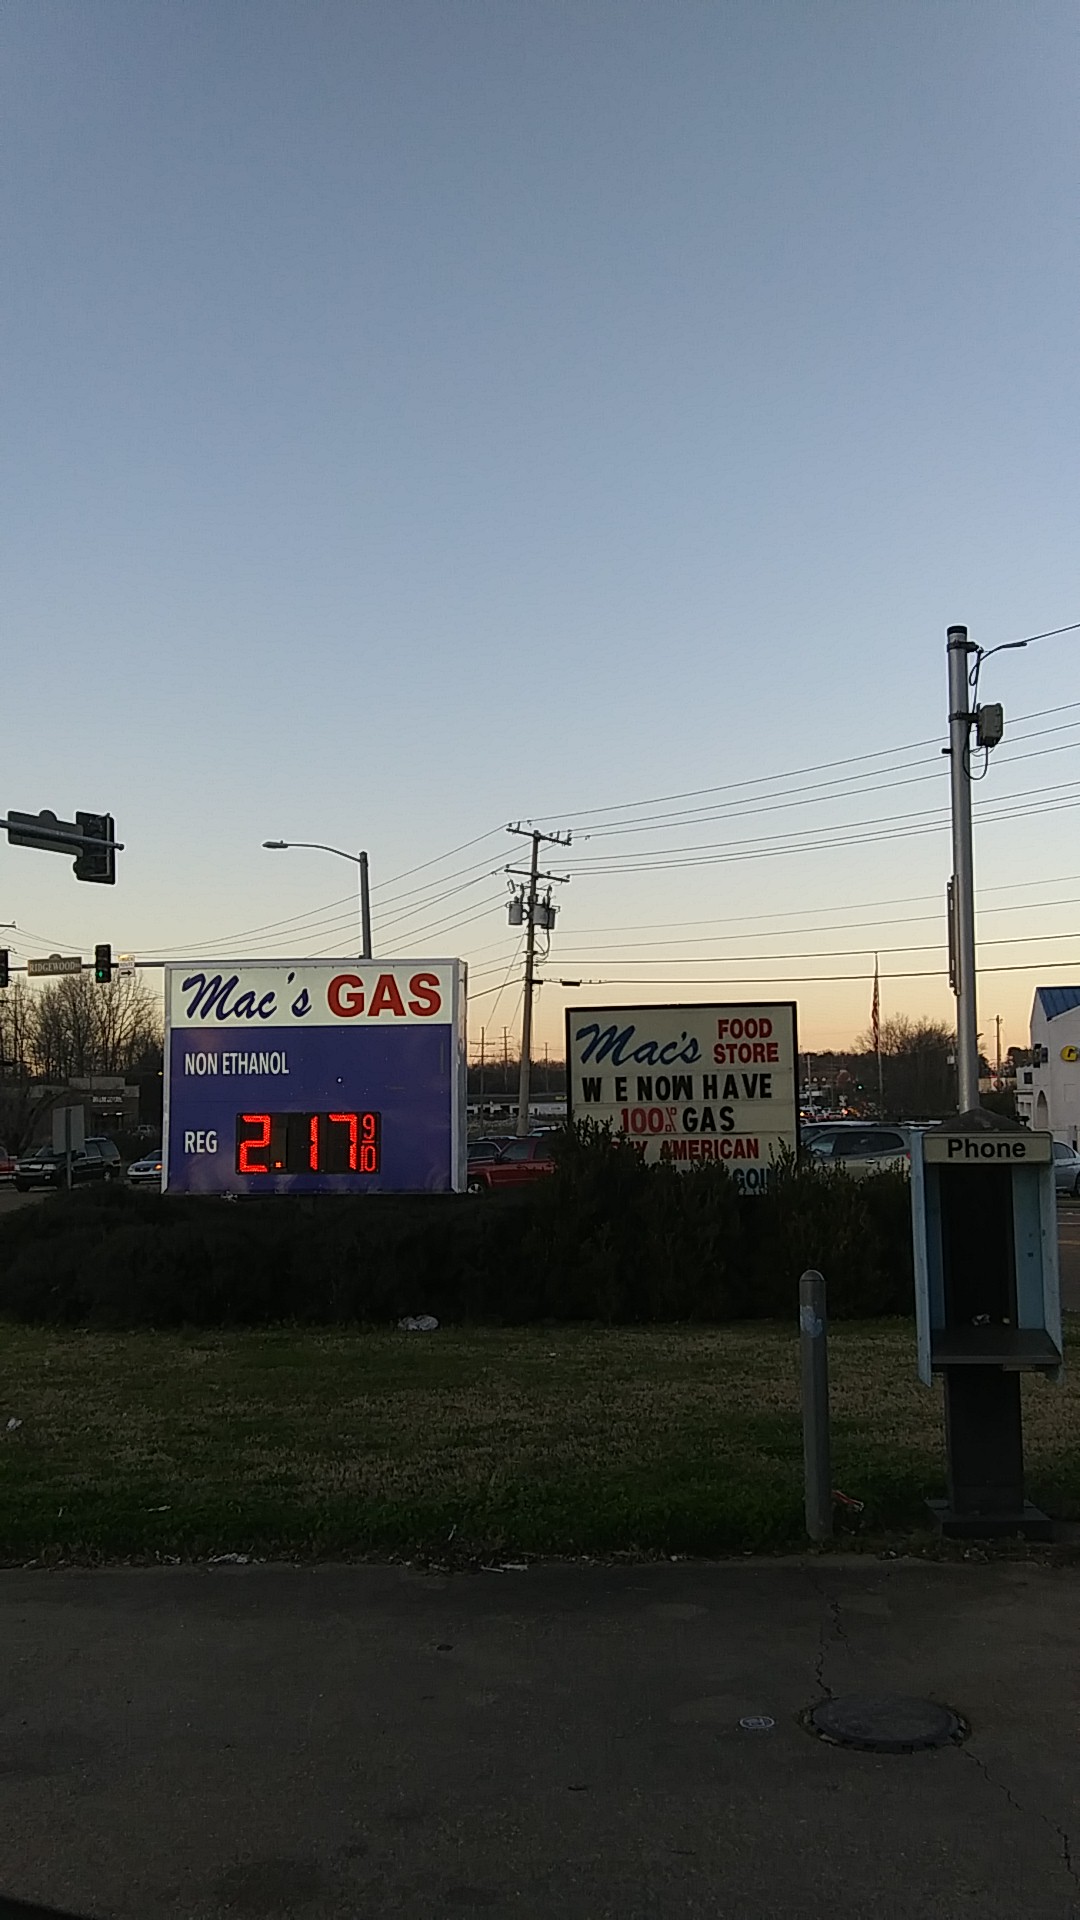 RIDGEWOOD
Mac's GAS
NON ETHANOL
REG 2.17 9/10
Mac's FOOD STORE
WE NOW HAVE
100% GAS
AMERICAN
Phone